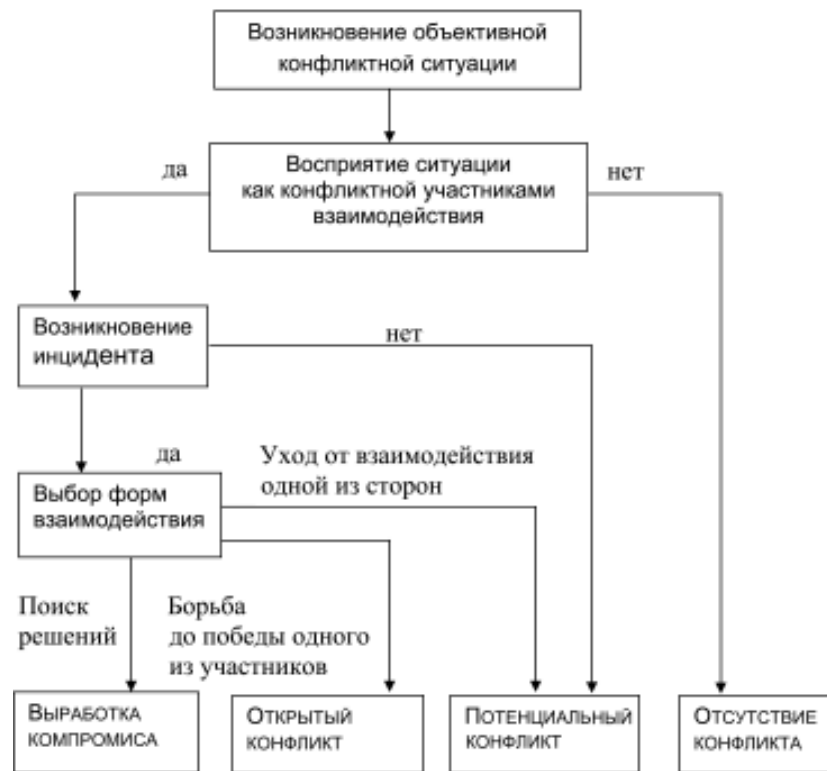 Возникновение объективной
конфликтной ситуации
Восприятие ситуации
как конфликтной участниками
взаимодействия
да
нет
Возникновение
инцидента
нет
да
Уход от взаимодействия
одной из сторон
Выбор форм
взаимодействия
Поиск
решений
Борьба
до победы одного
из участников
ВЫРАБОТКА
КОМПРОМИСА
ОТКРЫТЫЙ
КОНФЛИКТ
ПОТЕНЦИАЛЬНЫЙ
КОНФЛИКТ
ОТСУТСТВИЕ
КОНФЛИКТА